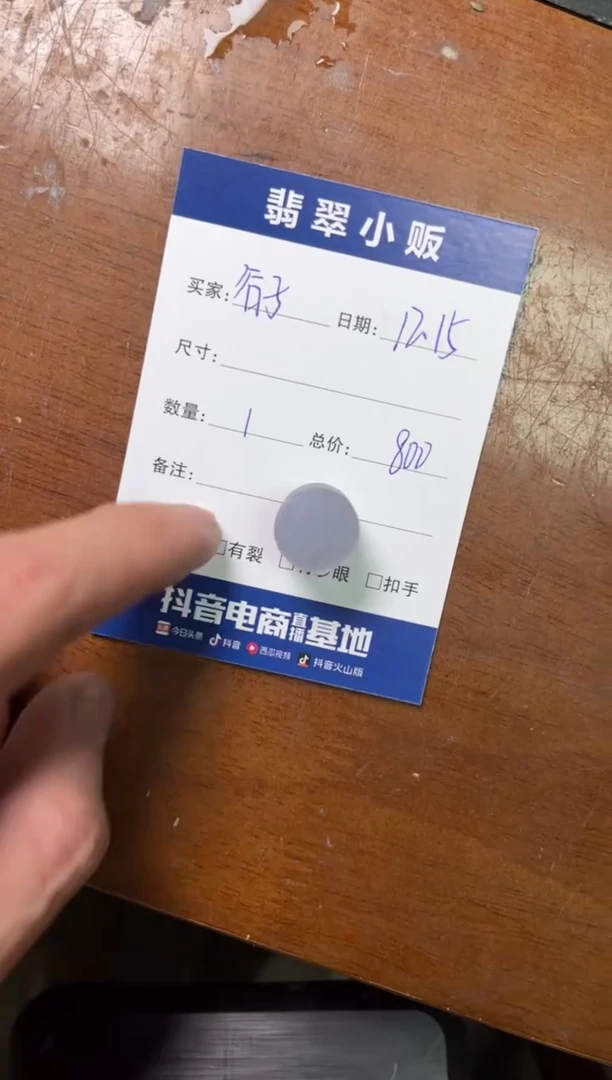 翡翠小贩
买家: 日期: 12.15
尺寸:
数量: 1 总价: 800
备注:
□有裂 眼 □扣手
抖音电商直播基地
今日头条 抖音 西瓜视频 抖音火山版